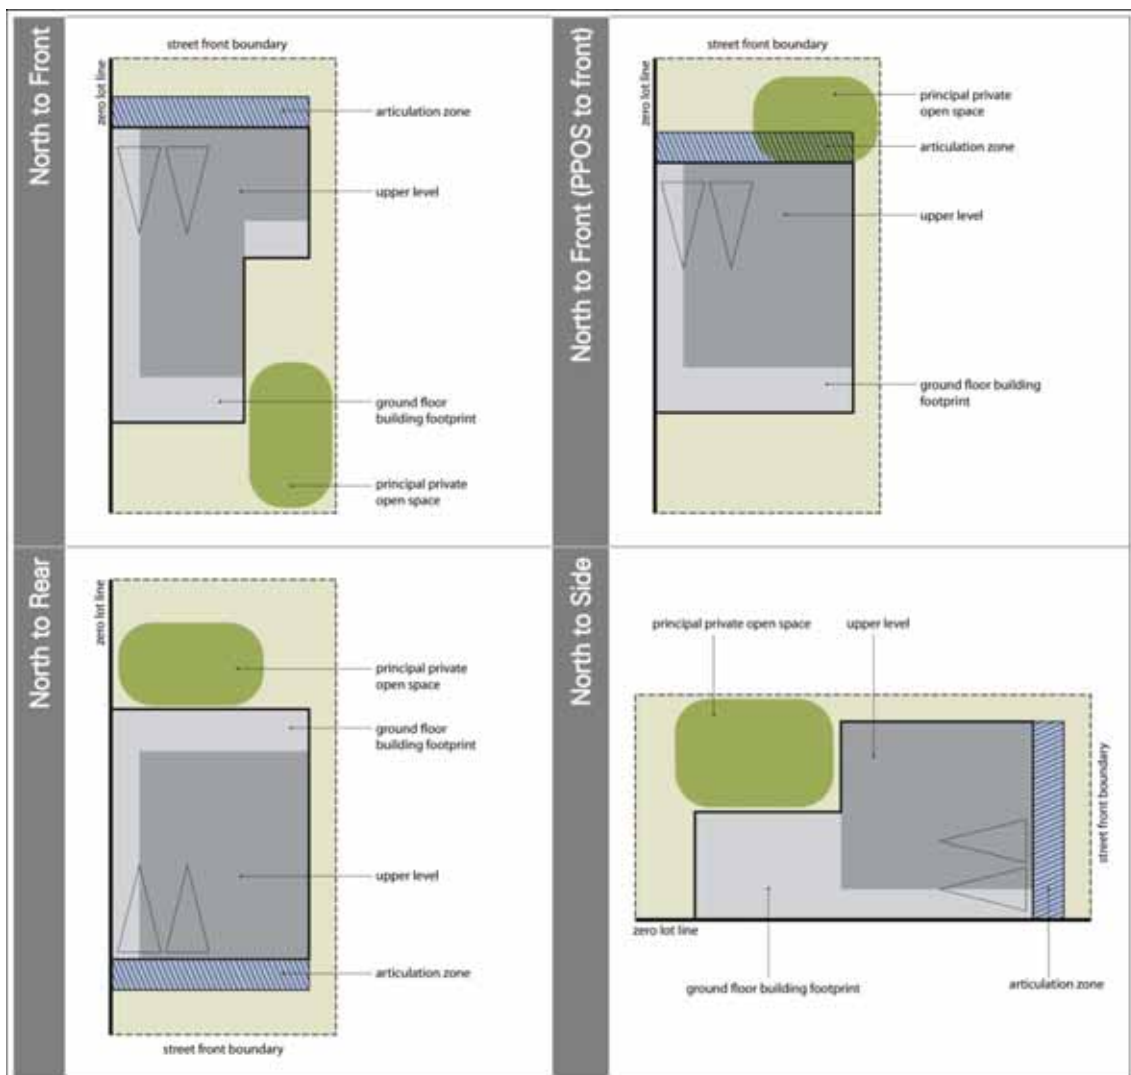 North to Front
street front boundary
zero lot line
articulation zone
upper level
ground floor
building footprint
principal private
open space
North to Front (PPOS to front)
street front boundary
zero lot line
principal private
open space
articulation zone
upper level
ground floor building
footprint
North to Rear
zero lot line
principal private
open space
ground floor
building footprint
upper level
articulation zone
street front boundary
North to Side
principal private open space
upper level
street front boundary
zero lot line
ground floor building footprint
articulation zone